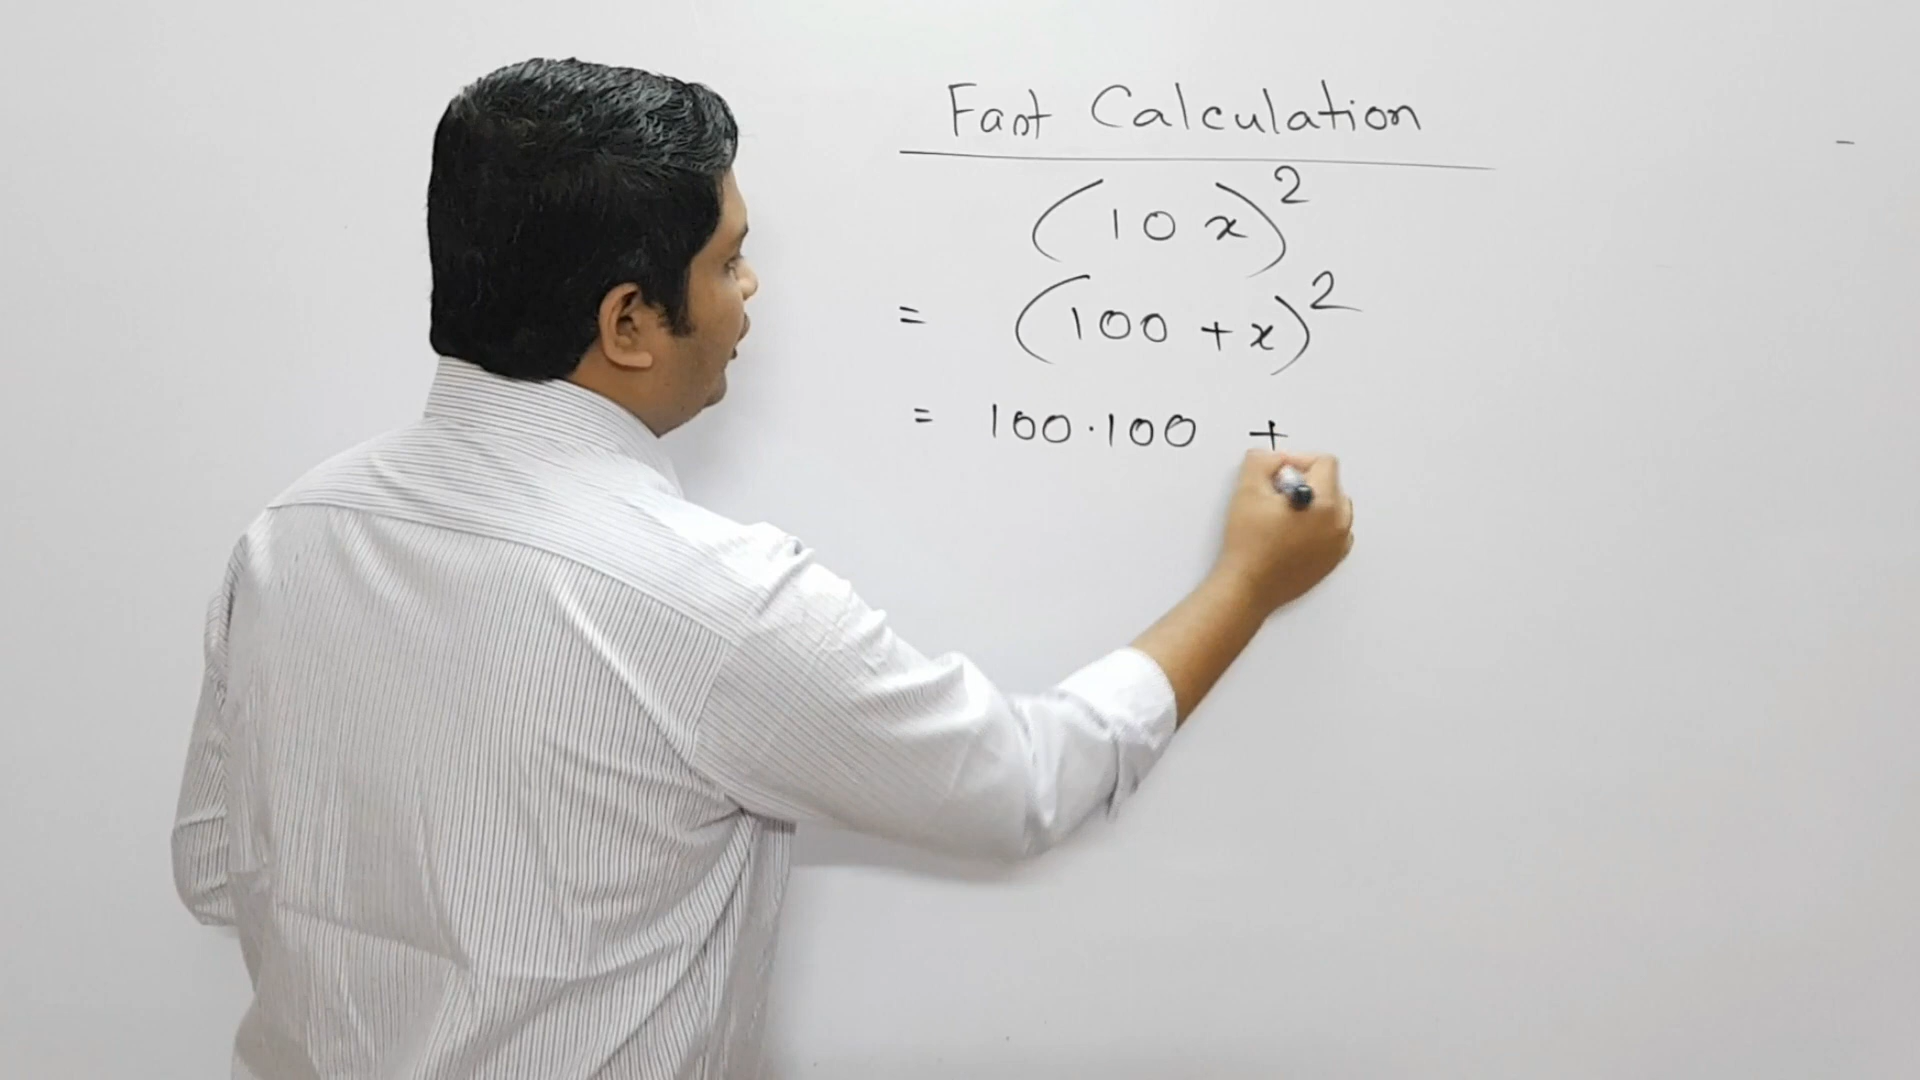 Fast Calculation
(10x)²
= (100 + x)²
= 100·100 +